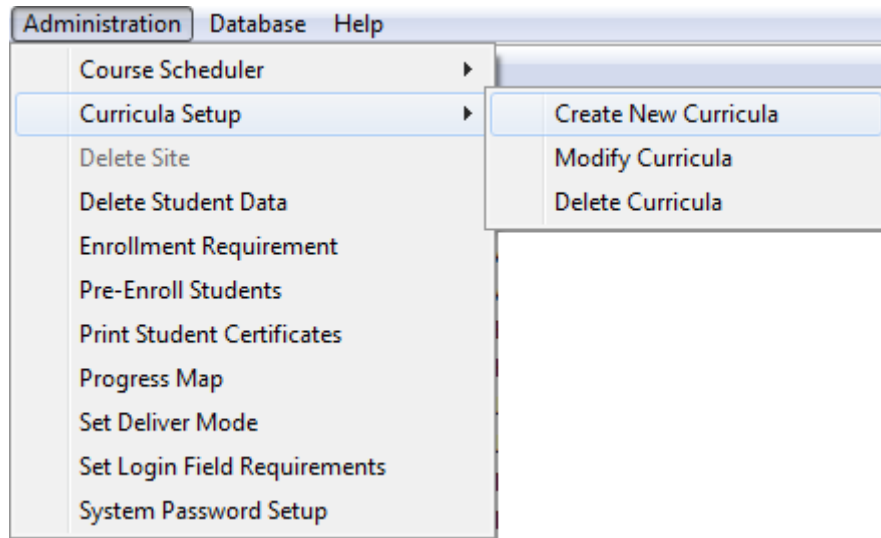 Administration Database Help
Course Scheduler
Curricula Setup
Create New Curricula
Modify Curricula
Delete Curricula
Delete Site
Delete Student Data
Enrollment Requirement
Pre-Enroll Students
Print Student Certificates
Progress Map
Set Deliver Mode
Set Login Field Requirements
System Password Setup